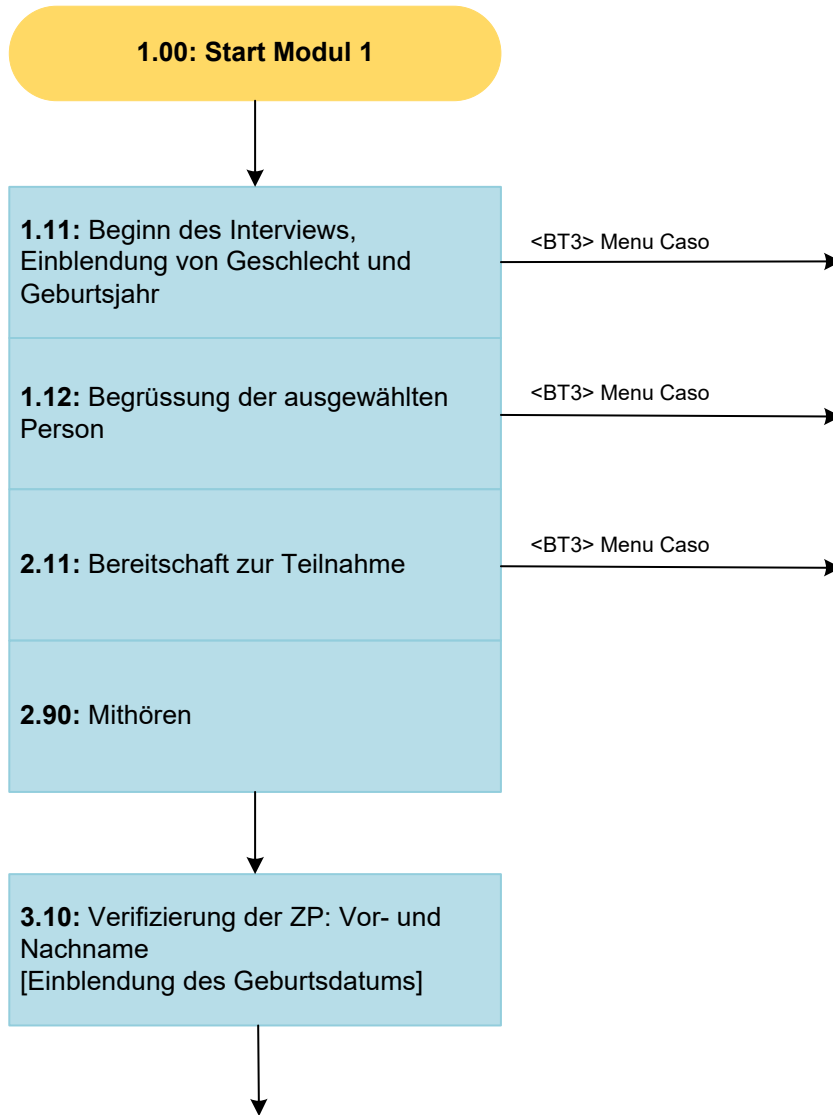 1.00: Start Modul 1
1.11: Beginn des Interviews,
Einblendung von Geschlecht und
Geburtsjahr
<BT3> Menu Caso
1.12: Begrüssung der ausgewählten
Person
<BT3> Menu Caso
2.11: Bereitschaft zur Teilnahme
<BT3> Menu Caso
2.90: Mithören
3.10: Verifizierung der ZP: Vor- und
Nachname
[Einblendung des Geburtsdatums]